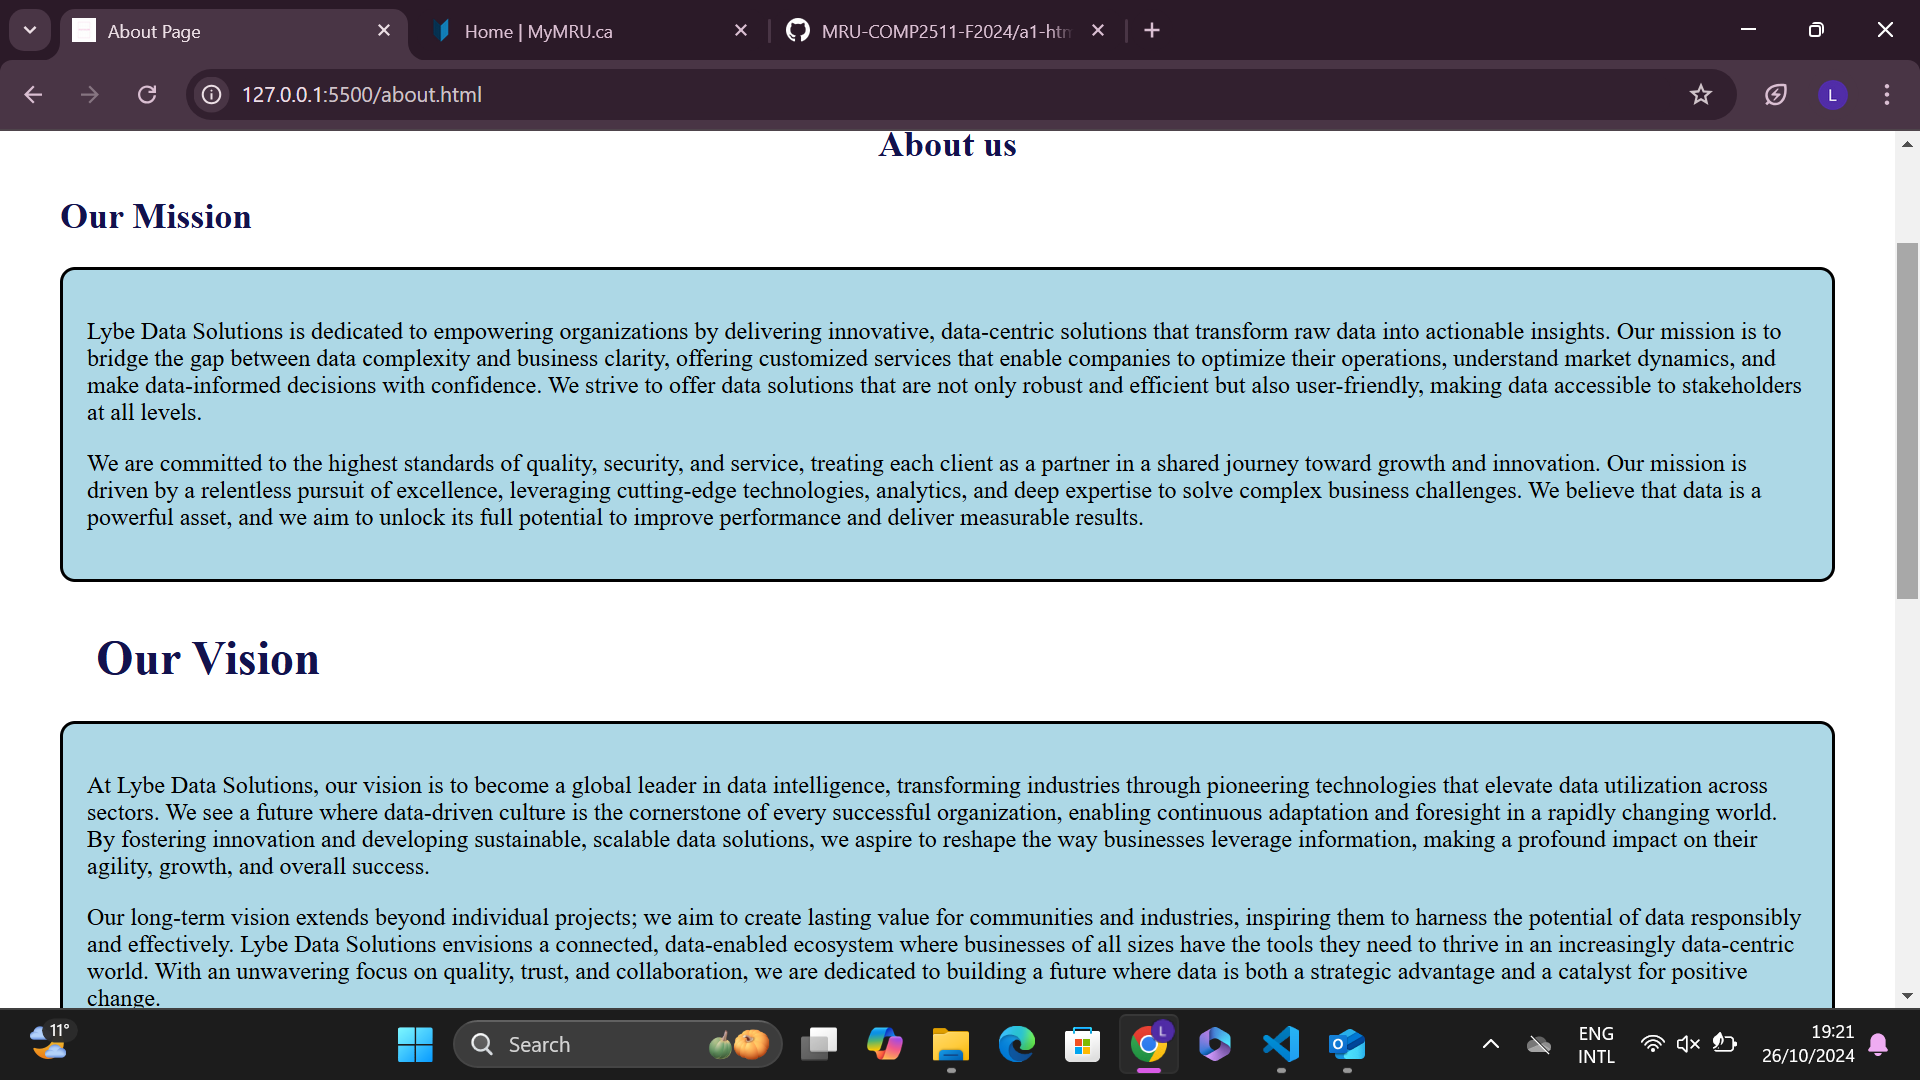 About Page
Home | MyMRU.ca
MRU-COMP2511-F2024/a1-htm
127.0.0.1:5500/about.html
L
About us
Our Mission
Lybe Data Solutions is dedicated to empowering organizations by delivering innovative, data-centric solutions that transform raw data into actionable insights. Our mission is to
bridge the gap between data complexity and business clarity, offering customized services that enable companies to optimize their operations, understand market dynamics, and
make data-informed decisions with confidence. We strive to offer data solutions that are not only robust and efficient but also user-friendly, making data accessible to stakeholders
at all levels.
We are committed to the highest standards of quality, security, and service, treating each client as a partner in a shared journey toward growth and innovation. Our mission is
driven by a relentless pursuit of excellence, leveraging cutting-edge technologies, analytics, and deep expertise to solve complex business challenges. We believe that data is a
powerful asset, and we aim to unlock its full potential to improve performance and deliver measurable results.
Our Vision
At Lybe Data Solutions, our vision is to become a global leader in data intelligence, transforming industries through pioneering technologies that elevate data utilization across
sectors. We see a future where data-driven culture is the cornerstone of every successful organization, enabling continuous adaptation and foresight in a rapidly changing world.
By fostering innovation and developing sustainable, scalable data solutions, we aspire to reshape the way businesses leverage information, making a profound impact on their
agility, growth, and overall success.
Our long-term vision extends beyond individual projects; we aim to create lasting value for communities and industries, inspiring them to harness the potential of data responsibly
and effectively. Lybe Data Solutions envisions a connected, data-enabled ecosystem where businesses of all sizes have the tools they need to thrive in an increasingly data-centric
world. With an unwavering focus on quality, trust, and collaboration, we are dedicated to building a future where data is both a strategic advantage and a catalyst for positive
change.
11°
Search
L
ENG
INTL
19:21
26/10/2024